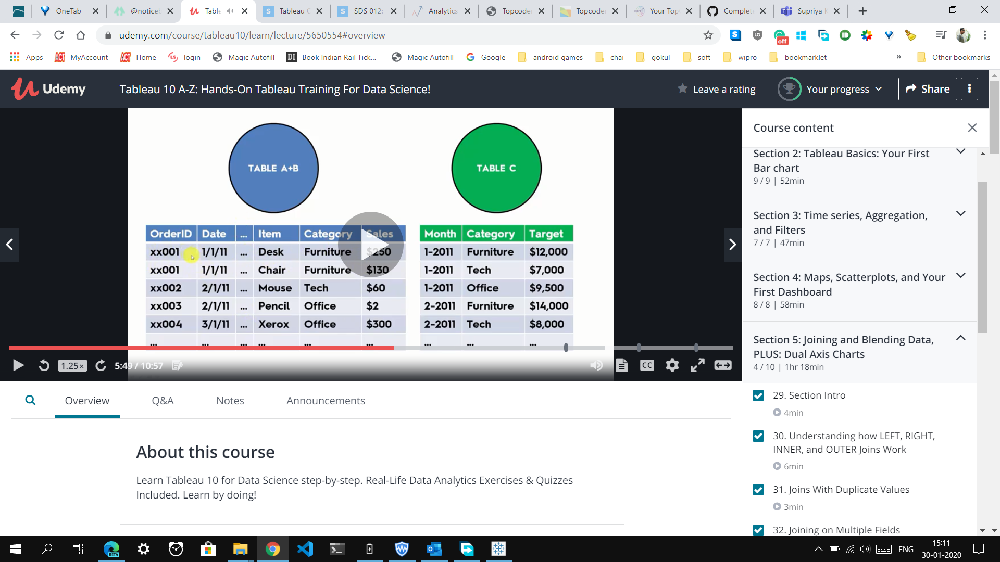 OneTab
@notice
Table
Tableau
SDS 012:
Analytics
Topcode
Topcode
Your Top
Complet
Supriya
udemy.com/course/tableau10/learn/lecture/5650554#overview
off
Apps
MyAccount
Home
login
Magic Autofill
Book Indian Rail Tick...
Magic Autofill
Google
android games
chai
gokul
soft
wipro
bookmarklet
»
Other bookmarks
Udemy
Tableau 10 A-Z: Hands-On Tableau Training For Data Science!
Leave a rating
Your progress
Share
TABLE A+B
TABLE C
OrderID Date ... Item Category Sales
xx001 1/1/11 ... Desk Furniture $250
xx001 1/1/11 ... Chair Furniture $130
xx002 2/1/11 ... Mouse Tech $60
xx003 2/1/11 ... Pencil Office $2
xx004 3/1/11 ... Xerox Office $300
... ... ... ... ...
Month Category Target
1-2011 Furniture $12,000
1-2011 Tech $7,000
1-2011 Office $9,500
2-2011 Furniture $14,000
2-2011 Tech $8,000
... ... ...
1.25×
5:49 / 10:57
CC
Course content
Section 2: Tableau Basics: Your First
Bar chart
9 / 9 | 52min
Section 3: Time series, Aggregation,
and Filters
7 / 7 | 47min
Section 4: Maps, Scatterplots, and Your
First Dashboard
8 / 8 | 58min
Section 5: Joining and Blending Data,
PLUS: Dual Axis Charts
4 / 10 | 1hr 18min
29. Section Intro
4min
30. Understanding how LEFT, RIGHT,
INNER, and OUTER Joins Work
6min
31. Joins With Duplicate Values
3min
32. Joining on Multiple Fields
Overview
Q&A
Notes
Announcements
About this course
Learn Tableau 10 for Data Science step-by-step. Real-Life Data Analytics Exercises & Quizzes
Included. Learn by doing!
BETA
ENG
15:11
30-01-2020